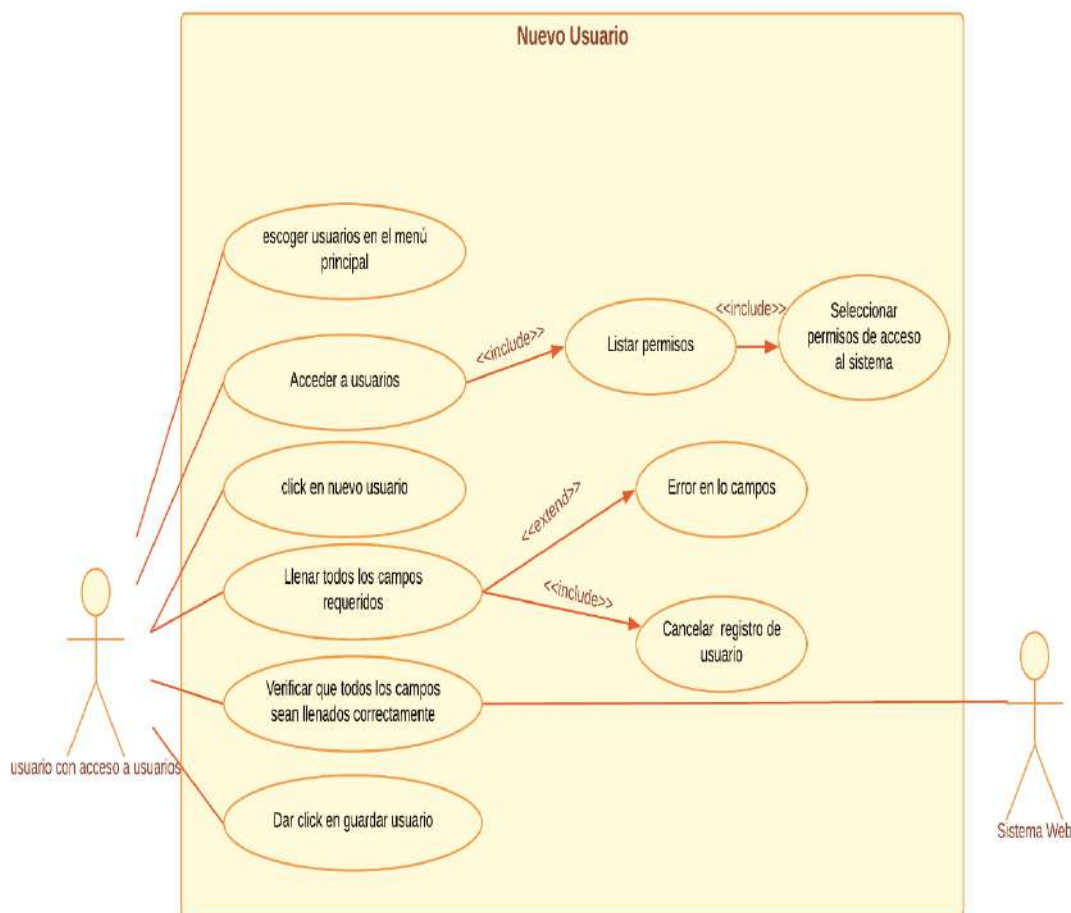 Nuevo Usuario
escoger usuarios en el menú
principal
Acceder a usuarios
<<include>>
Listar permisos
<<include>>
Seleccionar
permisos de acceso
al sistema
click en nuevo usuario
<<extend>>
Error en lo campos
Llenar todos los campos
requeridos
<<include>>
Cancelar registro de
usuario
Verificar que todos los campos
sean llenados correctamente
usuario con acceso a usuarios
Dar click en guardar usuario
Sistema Web